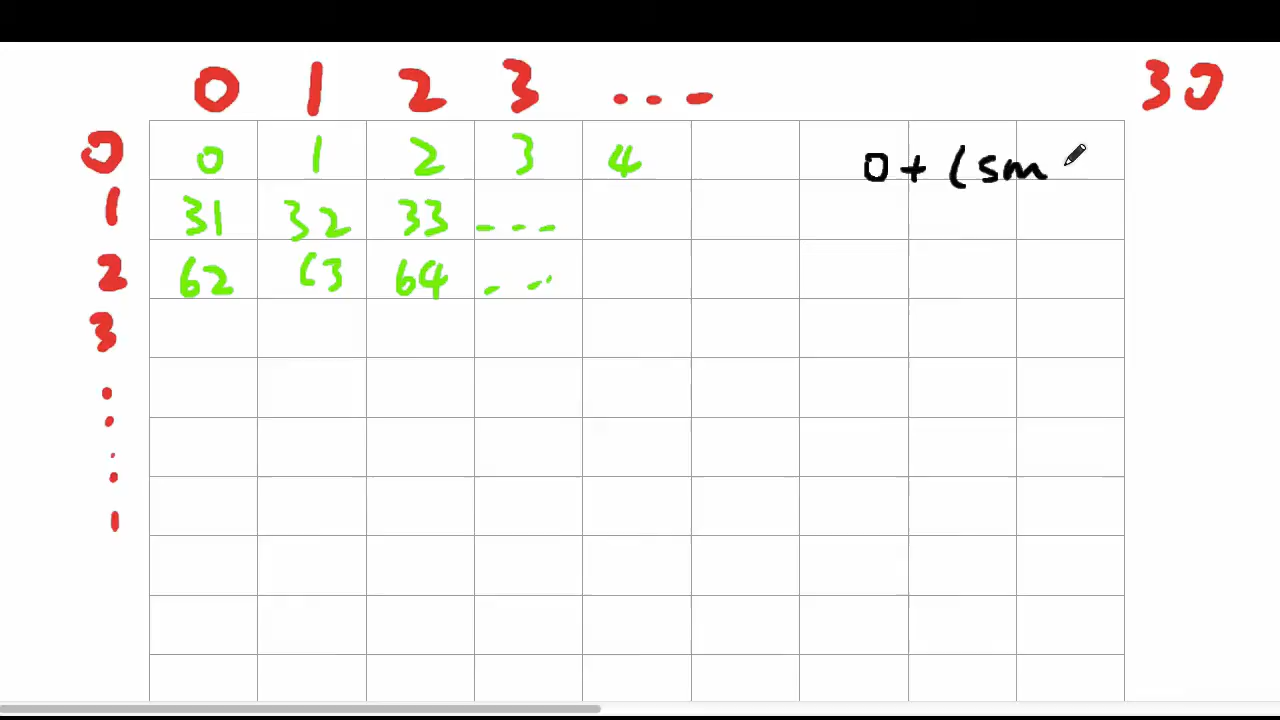 0 1 2 3 ... 30
0 0 1 2 3 4 0 + (sm
1 31 32 33 ---
2 62 63 64 ...
3
1